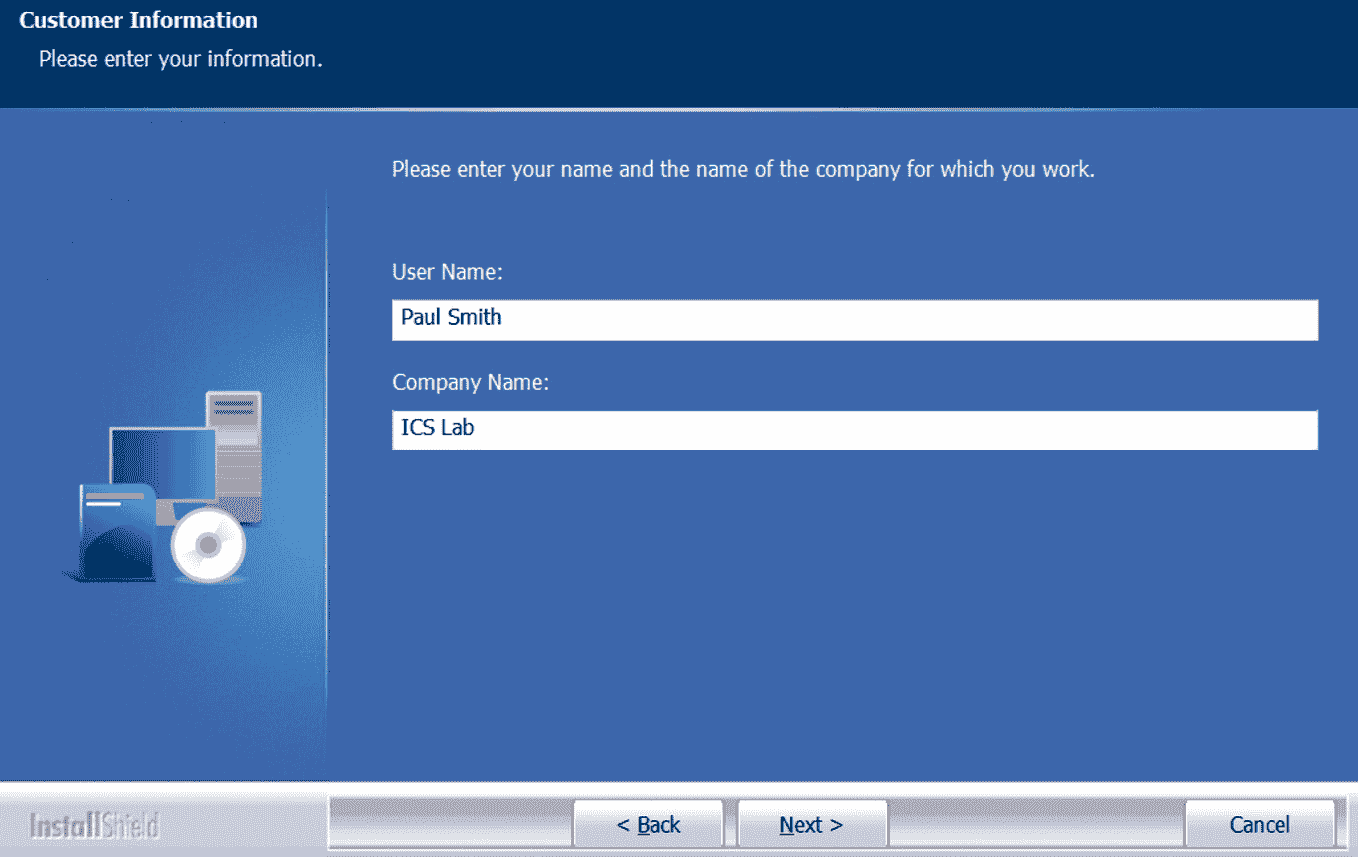 Customer Information
Please enter your information.
Please enter your name and the name of the company for which you work.
User Name:
Paul Smith
Company Name:
ICS Lab
InstallShield
< Back
Next >
Cancel